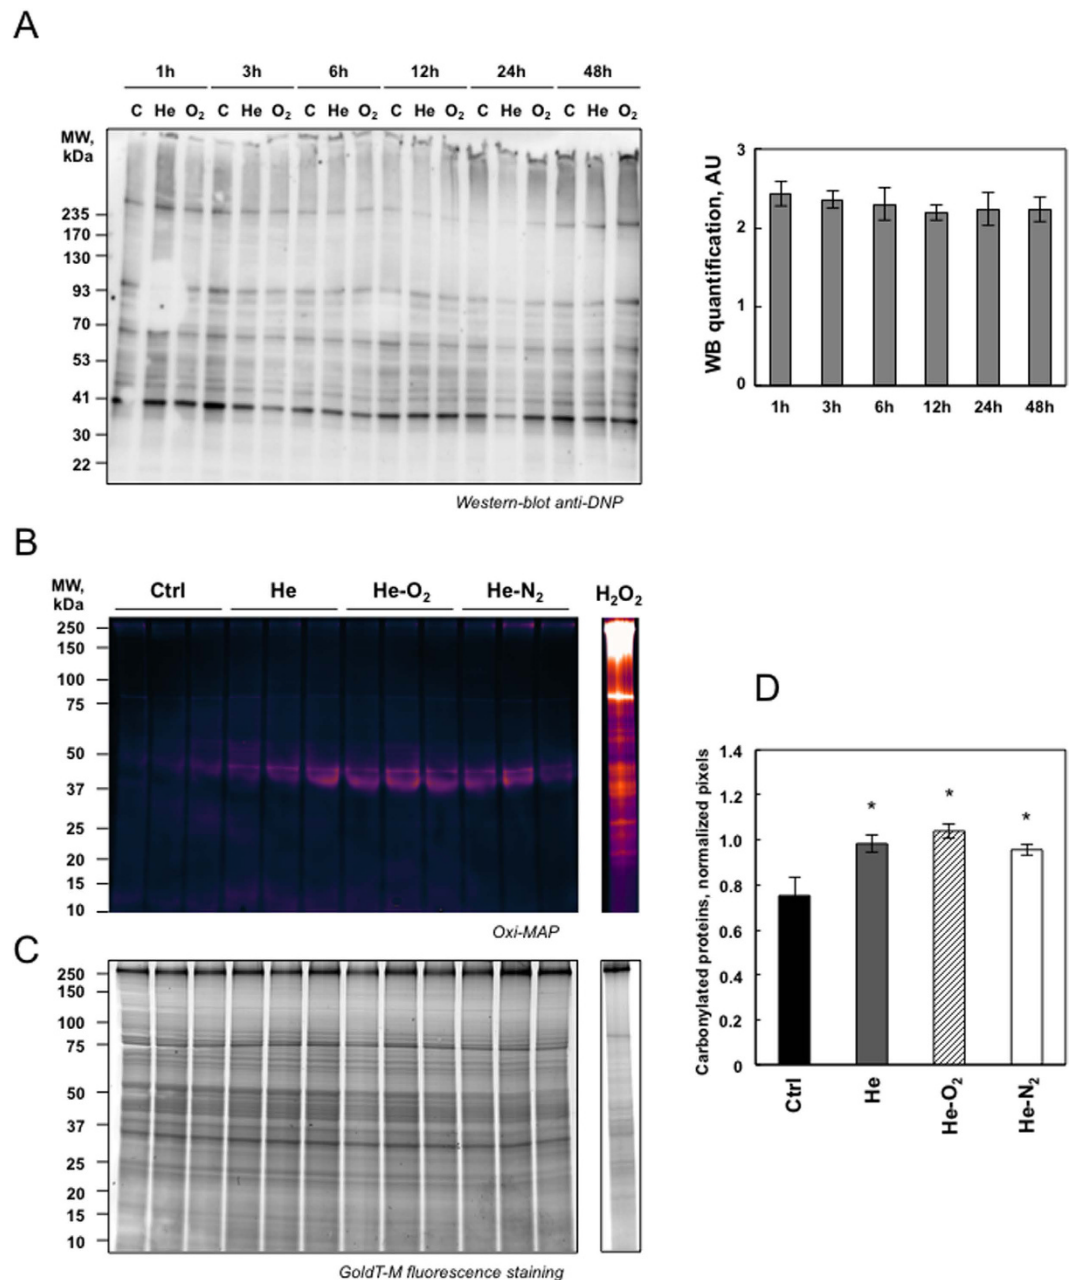 A
1h 3h 6h 12h 24h 48h
C He O₂ C He O₂ C He O₂ C He O₂ C He O₂ C He O₂
MW,
kDa
235
170
130
93
70
53
41
30
22
Western-blot anti-DNP
WB quantification, AU
3
2
1
0
1h 3h 6h 12h 24h 48h
B
MW,
kDa
Ctrl He He-O₂ He-N₂ H₂O₂
250
150
100
75
50
37
25
20
15
10
Oxi-MAP
C
250
150
100
75
50
37
25
20
15
10
GoldT-M fluorescence staining
D
Carbonylated proteins, normalized pixels
1.4
1.2
1.0
0.8
0.6
0.4
0.2
0
* * *
Ctrl He He-O₂ He-N₂